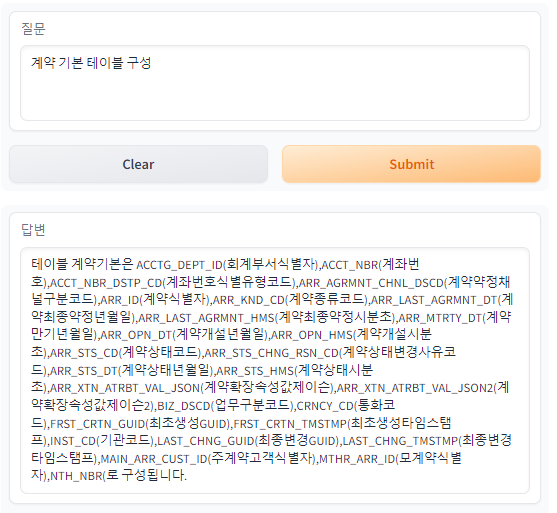 질문
계약 기본 테이블 구성
Clear
Submit
답변
테이블 계약기본은 ACCTG_DEPT_ID(회계부서식별자),ACCT_NBR(계좌번
호),ACCT_NBR_DSTP_CD(계좌번호식별유형코드),ARR_AGRMNT_CHNL_DSCD(계약약정채
널구분코드),ARR_ID(계약식별자),ARR_KND_CD(계약종류코드),ARR_LAST_AGRMNT_DT(계
약최종약정년월일),ARR_LAST_AGRMNT_HMS(계약최종약정시분초),ARR_MTRTY_DT(계약
만기년월일),ARR_OPN_DT(계약개설년월일),ARR_OPN_HMS(계약개설시분
초),ARR_STS_CD(계약상태코드),ARR_STS_CHNG_RSN_CD(계약상태변경사유코
드),ARR_STS_DT(계약상태년월일),ARR_STS_HMS(계약상태시분
초),ARR_XTN_ATRBT_VAL_JSON(계약확장속성값제이슨),ARR_XTN_ATRBT_VAL_JSON2(계
약확장속성값제이슨2),BIZ_DSCD(업무구분코드),CRNCY_CD(통화코
드),FRST_CRTN_GUID(최초생성GUID),FRST_CRTN_TMSTMP(최초생성타임스탬
프),INST_CD(기관코드),LAST_CHNG_GUID(최종변경GUID),LAST_CHNG_TMSTMP(최종변경
타임스탬프),MAIN_ARR_CUST_ID(주계약고객식별자),MTHR_ARR_ID(모계약식별
자),NTH_NBR(로 구성됩니다.